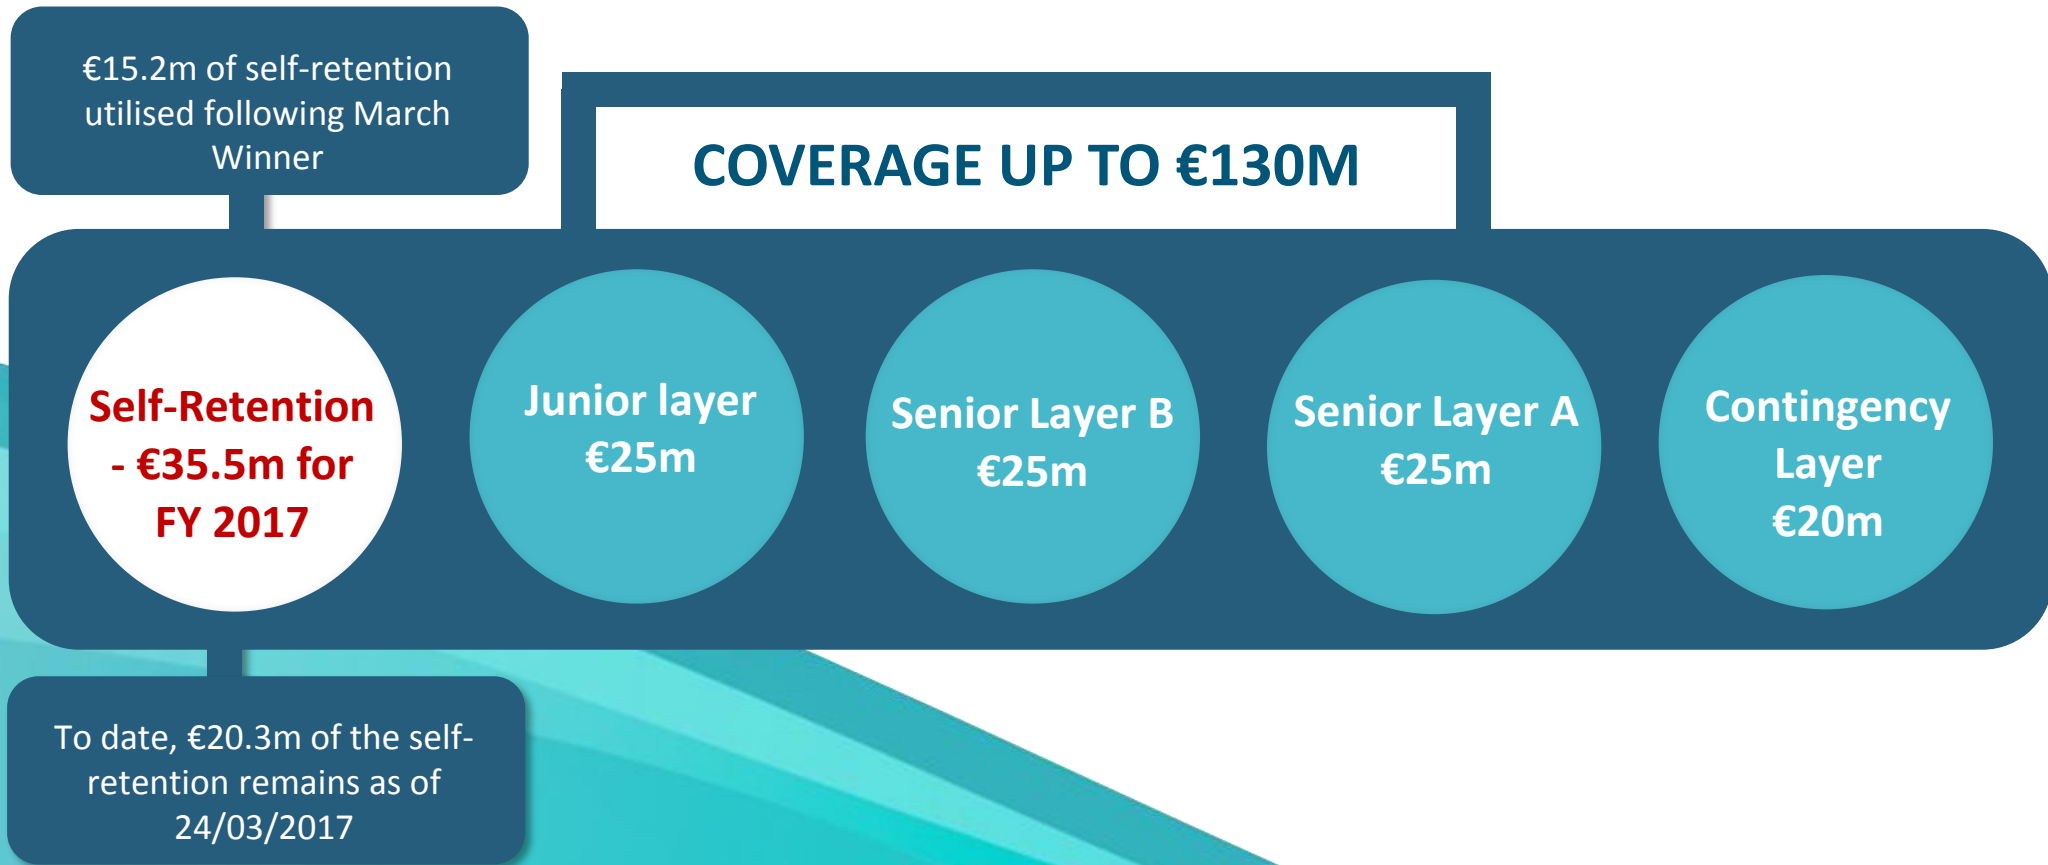 €15.2m of self-retention
utilised following March
Winner
COVERAGE UP TO €130M
Self-Retention
- €35.5m for
FY 2017
Junior layer
€25m
Senior Layer B
€25m
Senior Layer A
€25m
Contingency
Layer
€20m
To date, €20.3m of the self-
retention remains as of
24/03/2017